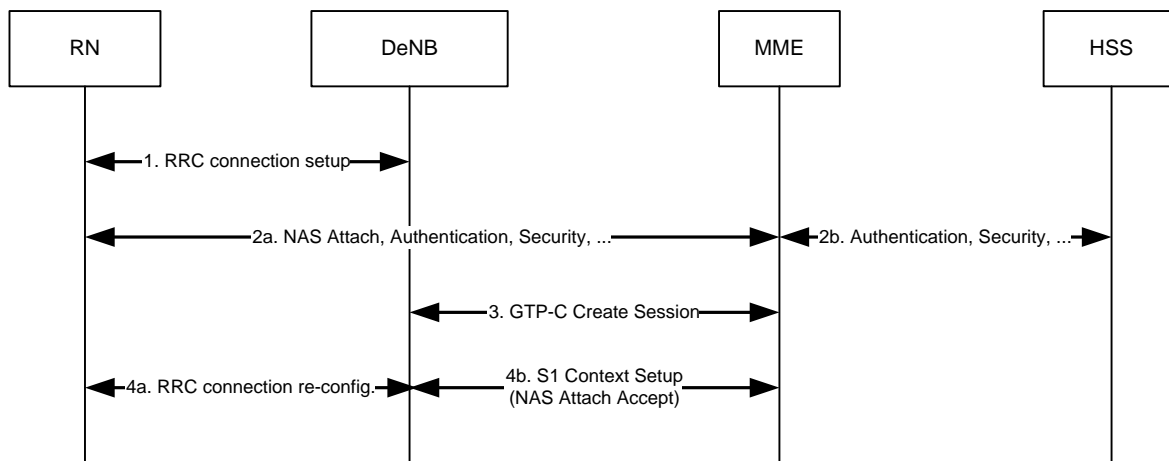 RN
DeNB
MME
HSS
1. RRC connection setup
2a. NAS Attach, Authentication, Security, ...
2b. Authentication, Security, ...
3. GTP-C Create Session
4a. RRC connection re-config.
4b. S1 Context Setup
(NAS Attach Accept)